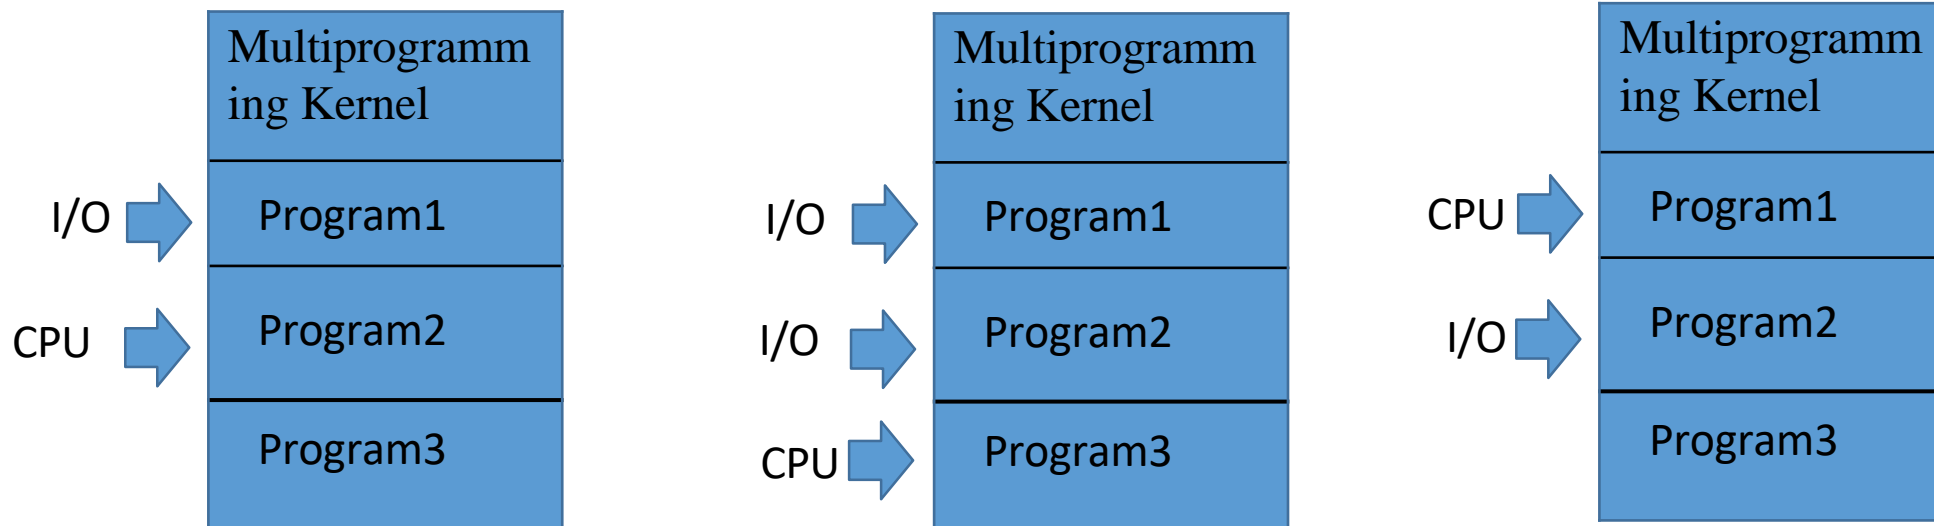 Multiprogramm
ing Kernel
I/O
Program1
CPU
Program2
Program3
Multiprogramm
ing Kernel
I/O
Program1
I/O
Program2
CPU
Program3
Multiprogramm
ing Kernel
CPU
Program1
I/O
Program2
Program3